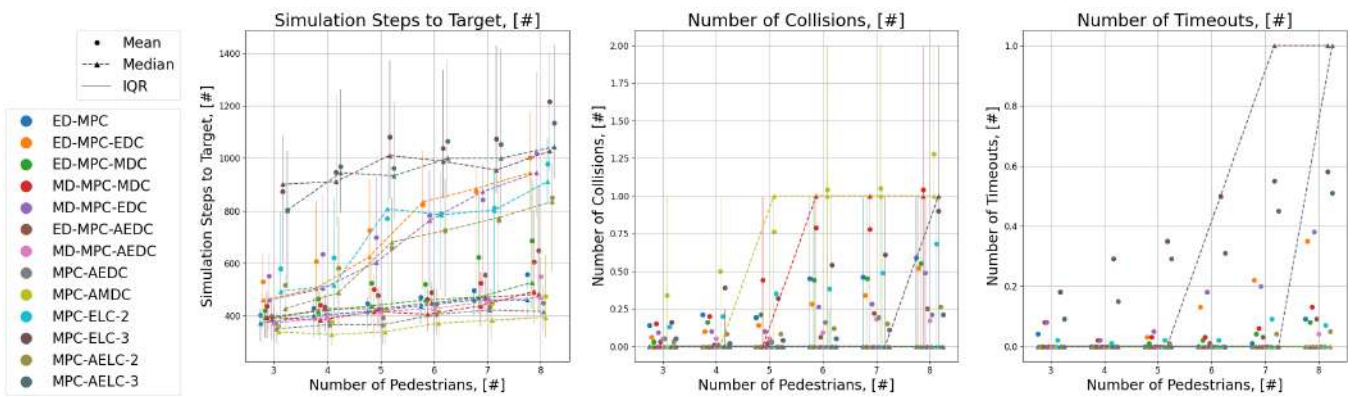 Simulation Steps to Target, [#]
Number of Collisions, [#]
Number of Timeouts, [#]
Mean
Median
IQR
ED-MPC
ED-MPC-EDC
ED-MPC-MDC
MD-MPC-MDC
MD-MPC-EDC
ED-MPC-AEDC
MD-MPC-AEDC
MPC-AEDC
MPC-AMDC
MPC-ELC-2
MPC-ELC-3
MPC-AELC-2
MPC-AELC-3
Simulation Steps to Target, [#]
1400
1200
1000
800
600
400
3 4 5 6 7 8
Number of Pedestrians, [#]
Number of Collisions, [#]
2.00
1.75
1.50
1.25
1.00
0.75
0.50
0.25
0.00
3 4 5 6 7 8
Number of Pedestrians, [#]
Number of Timeouts, [#]
1.0
0.8
0.6
0.4
0.2
0.0
3 4 5 6 7 8
Number of Pedestrians, [#]